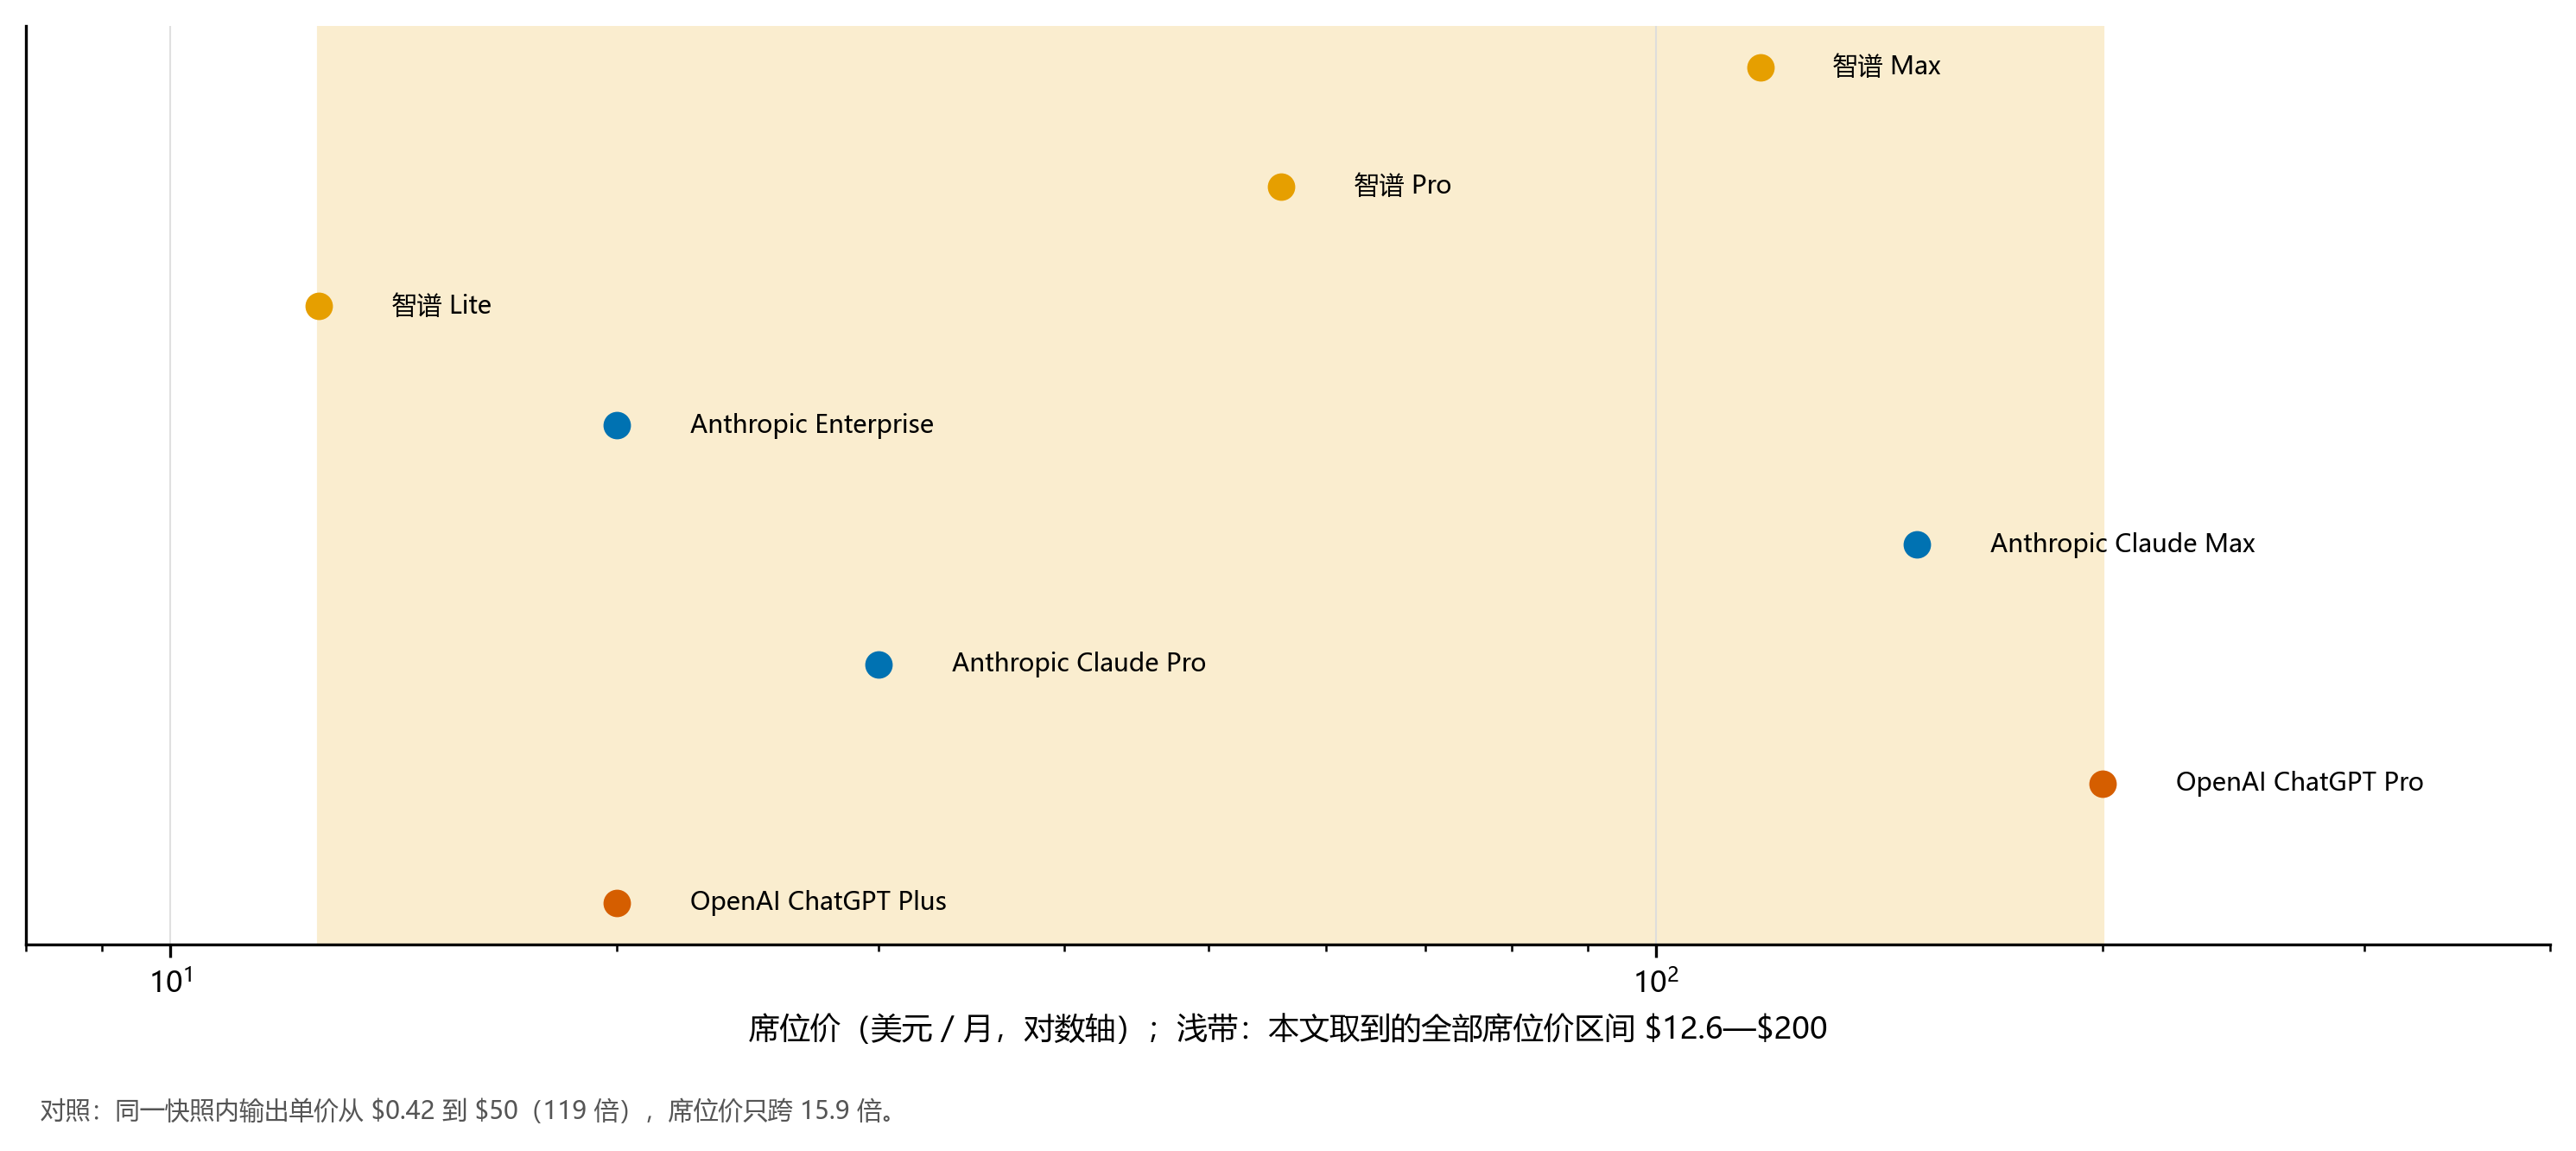 智谱 Max
智谱 Pro
智谱 Lite
Anthropic Enterprise
Anthropic Claude Max
Anthropic Claude Pro
OpenAI ChatGPT Pro
OpenAI ChatGPT Plus
10¹
10²
席位价（美元 / 月，对数轴）；浅带：本文取到的全部席位价区间 $12.6—$200
对照：同一快照内输出单价从 $0.42 到 $50（119 倍），席位价只跨 15.9 倍。